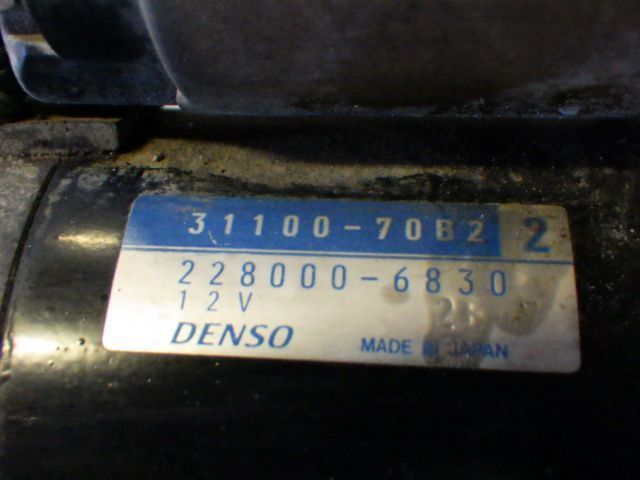 31100-70B2 2
228000-6830
12V
DENSO MADE IN JAPAN